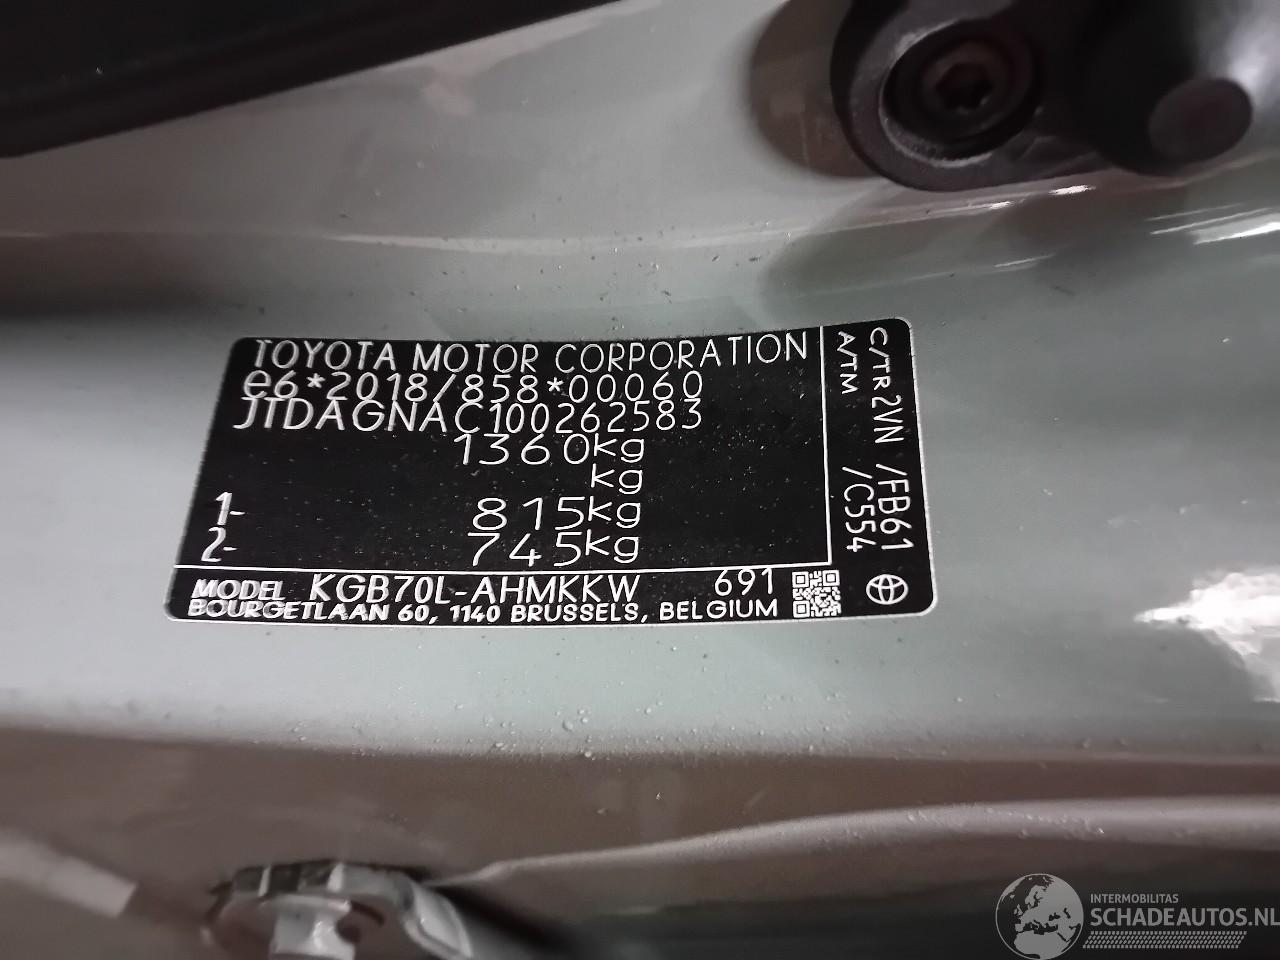 TOYOTA MOTOR CORPORATION
e6*2018/858*00060
JTDAGNAC100262583
1360kg
kg
1- 815kg
2- 745kg
MODEL KGB70L-AHMKKW 691
BOURGETLAAN 60, 1140 BRUSSELS, BELGIUM
C/TR 2VN /FB61
A/TM /C554
INTERMOBILITAS
SCHADEAUTOS.NL